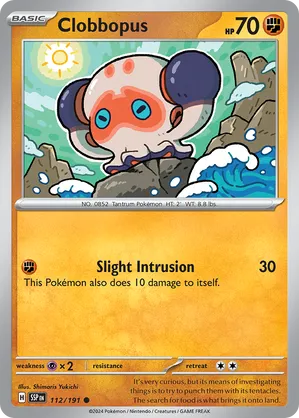 BASIC
Clobbopus
HP 70
NO. 0852 Tantrum Pokémon HT: 2' WT: 8.8 lbs
Slight Intrusion 30
This Pokémon also does 10 damage to itself.
weakness ×2 resistance retreat
Illus. Shimaris Yukichi
H SSP EN 112/191
It's very curious, but its means of investigating
things is to try to punch them with its tentacles.
The search for food is what brings it onto land.
©2024 Pokémon / Nintendo / Creatures / GAME FREAK